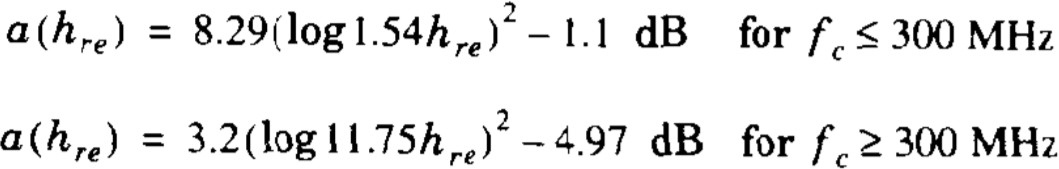 a(h_re) = 8.29(log 1.54h_re)² – 1.1 dB for f_c ≤ 300 MHz
a(h_re) = 3.2(log 11.75h_re)² – 4.97 dB for f_c ≥ 300 MHz